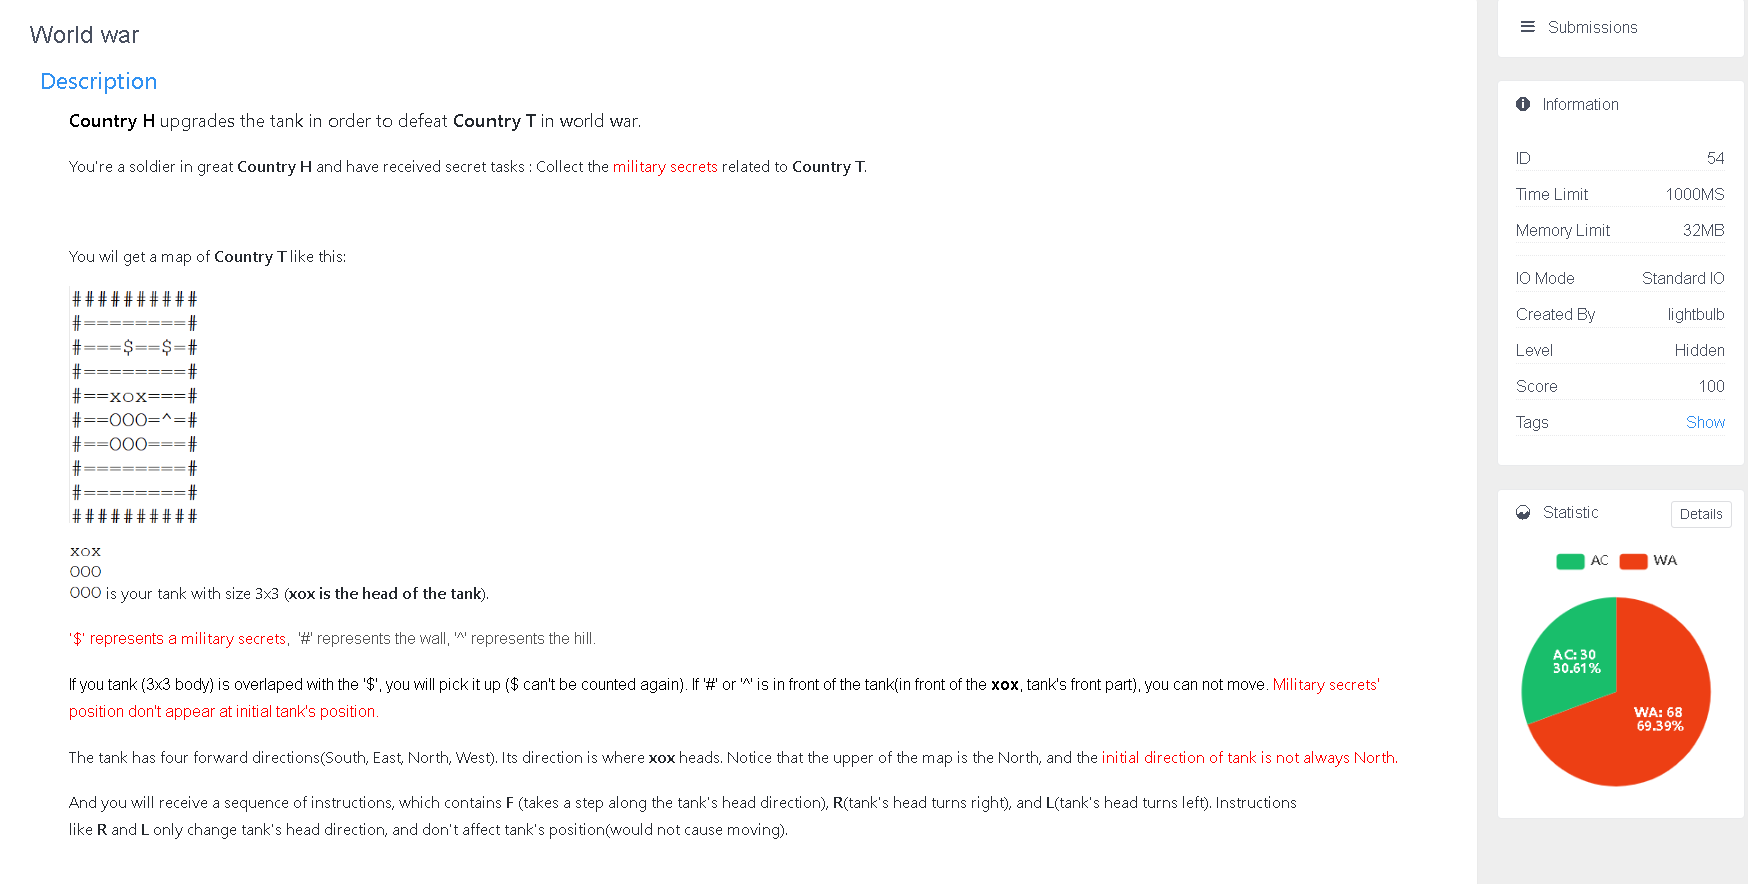 World war
Description
Country H upgrades the tank in order to defeat Country T in world war.
You're a soldier in great Country H and have received secret tasks : Collect the military secrets related to Country T.
You wil get a map of Country T like this:
##########
#========#
#===$==$=#
#========#
#==xox===#
#==OOO=^=#
#==OOO===#
#========#
#========#
##########
xox
OOO
OOO is your tank with size 3x3 (xox is the head of the tank).
'$' represents a military secrets, '#' represents the wall, '^' represents the hill.
If you tank (3x3 body) is overlaped with the '$', you will pick it up ($ can't be counted again). If '#' or '^' is in front of the tank(in front of the xox, tank's front part), you can not move. Military secrets'
position don't appear at initial tank's position.
The tank has four forward directions(South, East, North, West). Its direction is where xox heads. Notice that the upper of the map is the North, and the initial direction of tank is not always North.
And you will receive a sequence of instructions, which contains F (takes a step along the tank's head direction), R(tank's head turns right), and L(tank's head turns left). Instructions
like R and L only change tank's head direction, and don't affect tank's position(would not cause moving).
Submissions
Information
ID 54
Time Limit 1000MS
Memory Limit 32MB
IO Mode Standard IO
Created By lightbulb
Level Hidden
Score 100
Tags Show
Statistic Details
AC WA
AC: 30
30.61%
WA: 68
69.39%